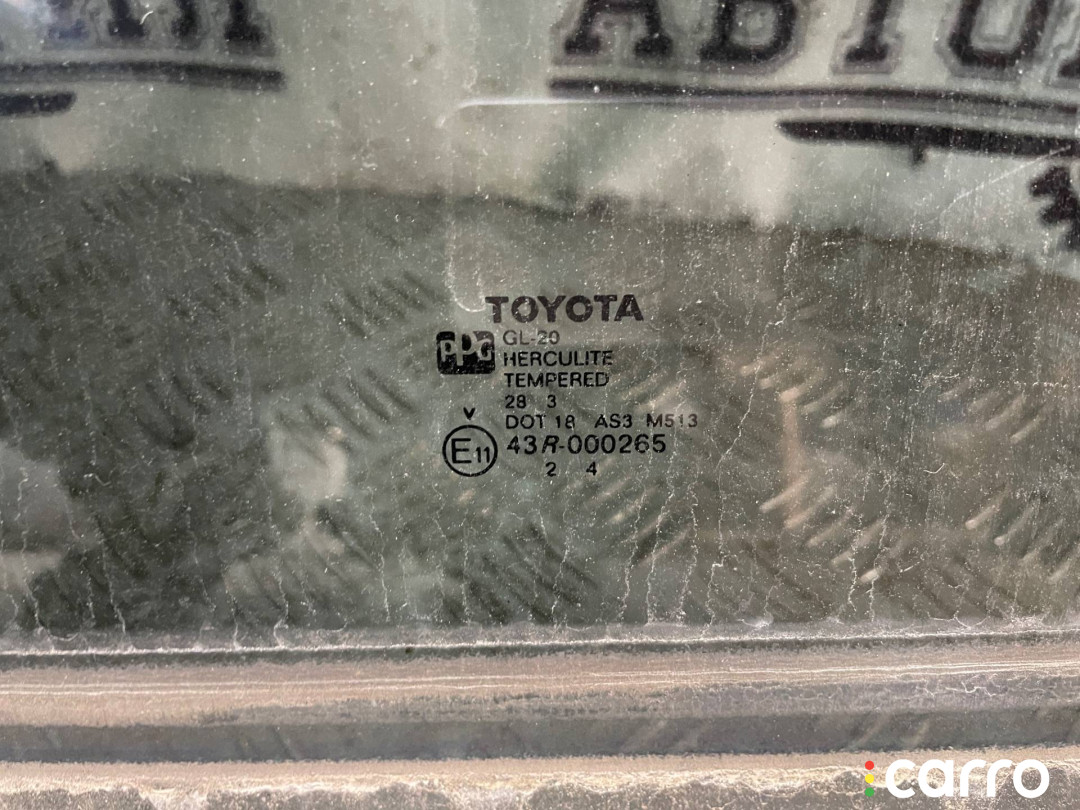 TOYOTA
PPG
GL-20
HERCULITE
TEMPERED
28 3
DOT 18 AS3 M513
E11 43R-000265
2 4
carro